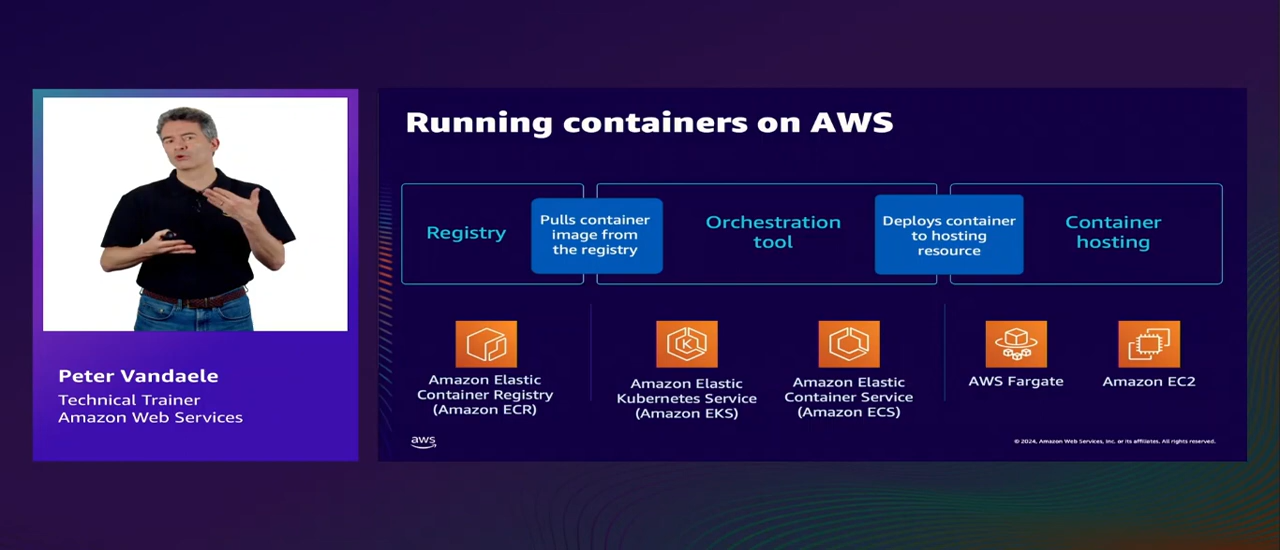 Running containers on AWS
Registry
Pulls container
image from
the registry
Orchestration
tool
Deploys container
to hosting
resource
Container
hosting
K
Amazon Elastic
Container Registry
(Amazon ECR)
Amazon Elastic
Kubernetes Service
(Amazon EKS)
Amazon Elastic
Container Service
(Amazon ECS)
AWS Fargate
Amazon EC2
aws
© 2024, Amazon Web Services, Inc. or its affiliates. All rights reserved.
Peter Vandaele
Technical Trainer
Amazon Web Services